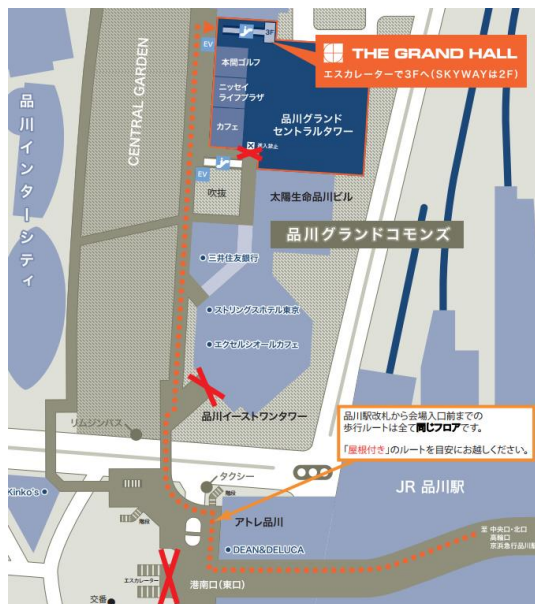 THE GRAND HALL
エスカレーターで3Fへ(SKYWAYは2F)
3F
EV
本間ゴルフ
ニッセイ
ライフプラザ
カフェ
品川グランド
セントラルタワー
進入禁止
EV
吹抜
太陽生命品川ビル
CENTRAL GARDEN
品川インターシティ
品川グランドコモンズ
三井住友銀行
ストリングスホテル東京
エクセルシオールカフェ
品川イーストワンタワー
リムジンバス
品川駅改札から会場入口前までの
歩行ルートは全て同じフロアです。
「屋根付き」のルートを目安にお越しください。
タクシー
階段
JR 品川駅
Kinko's
階段
アトレ品川
DEAN&DELUCA
至 中央口・北口
高輪口
京浜急行品川駅
エスカレーター
港南口(東口)
交番